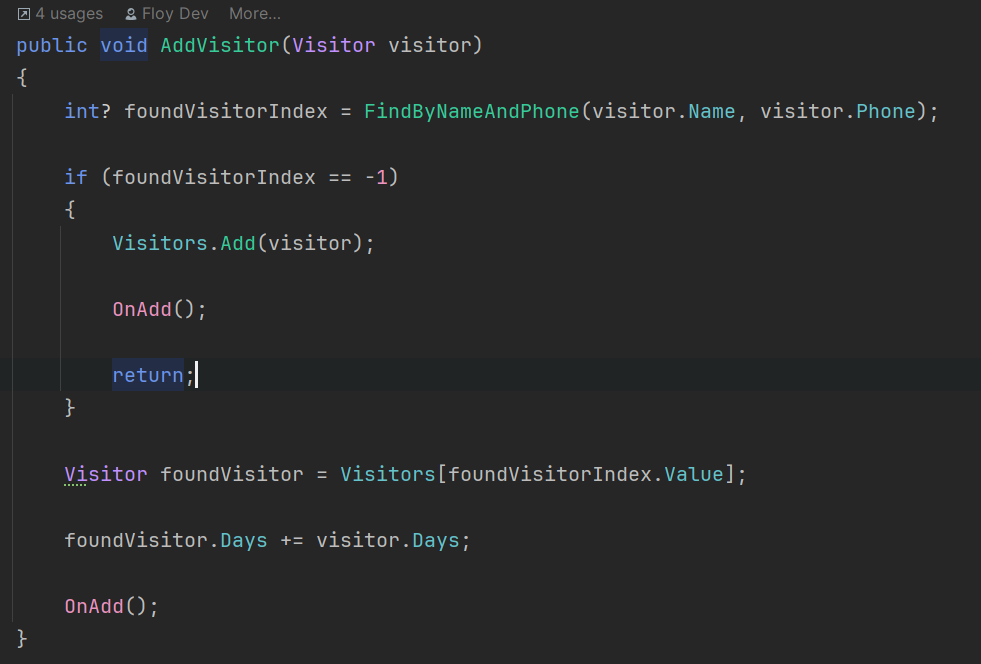 4 usages Floy Dev More...
public void AddVisitor(Visitor visitor)
{
    int? foundVisitorIndex = FindByNameAndPhone(visitor.Name, visitor.Phone);
    if (foundVisitorIndex == -1)
    {
        Visitors.Add(visitor);
        OnAdd();
        return;
    }
    Visitor foundVisitor = Visitors[foundVisitorIndex.Value];
    foundVisitor.Days += visitor.Days;
    OnAdd();
}